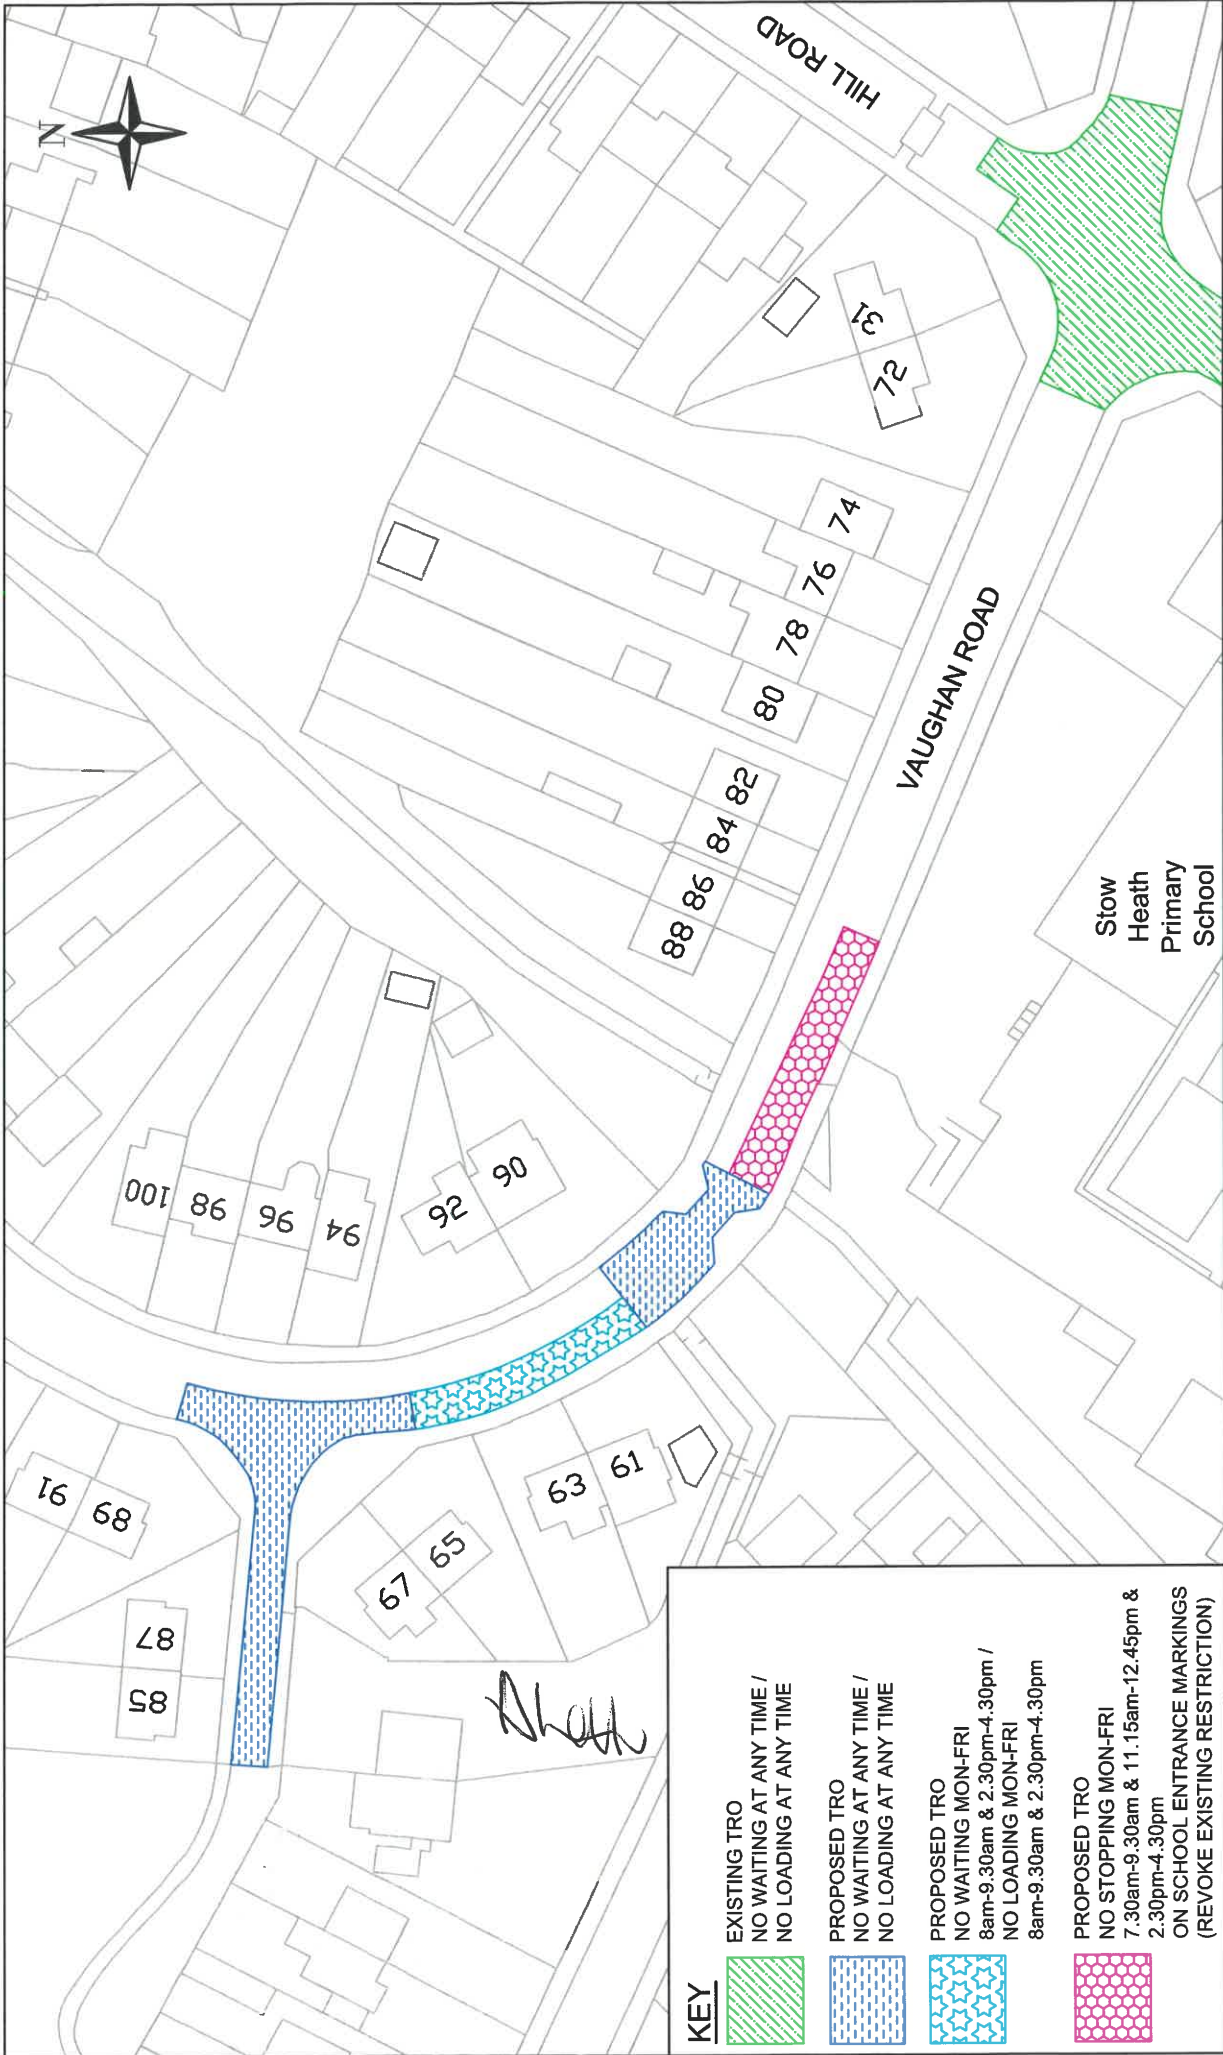 N
HILL ROAD
31
72
74
76
78
80
82
84
86
88
VAUGHAN ROAD
Stow
Heath
Primary
School
90
92
94
96
98
100
91
89
87
85
67
65
63
61
KEY
EXISTING TRO
NO WAITING AT ANY TIME /
NO LOADING AT ANY TIME
PROPOSED TRO
NO WAITING AT ANY TIME /
NO LOADING AT ANY TIME
PROPOSED TRO
NO WAITING MON-FRI
8am-9.30am & 2.30pm-4.30pm /
NO LOADING MON-FRI
8am-9.30am & 2.30pm-4.30pm
PROPOSED TRO
NO STOPPING MON-FRI
7.30am-9.30am & 11.15am-12.45pm &
2.30pm-4.30pm
ON SCHOOL ENTRANCE MARKINGS
(REVOKE EXISTING RESTRICTION)